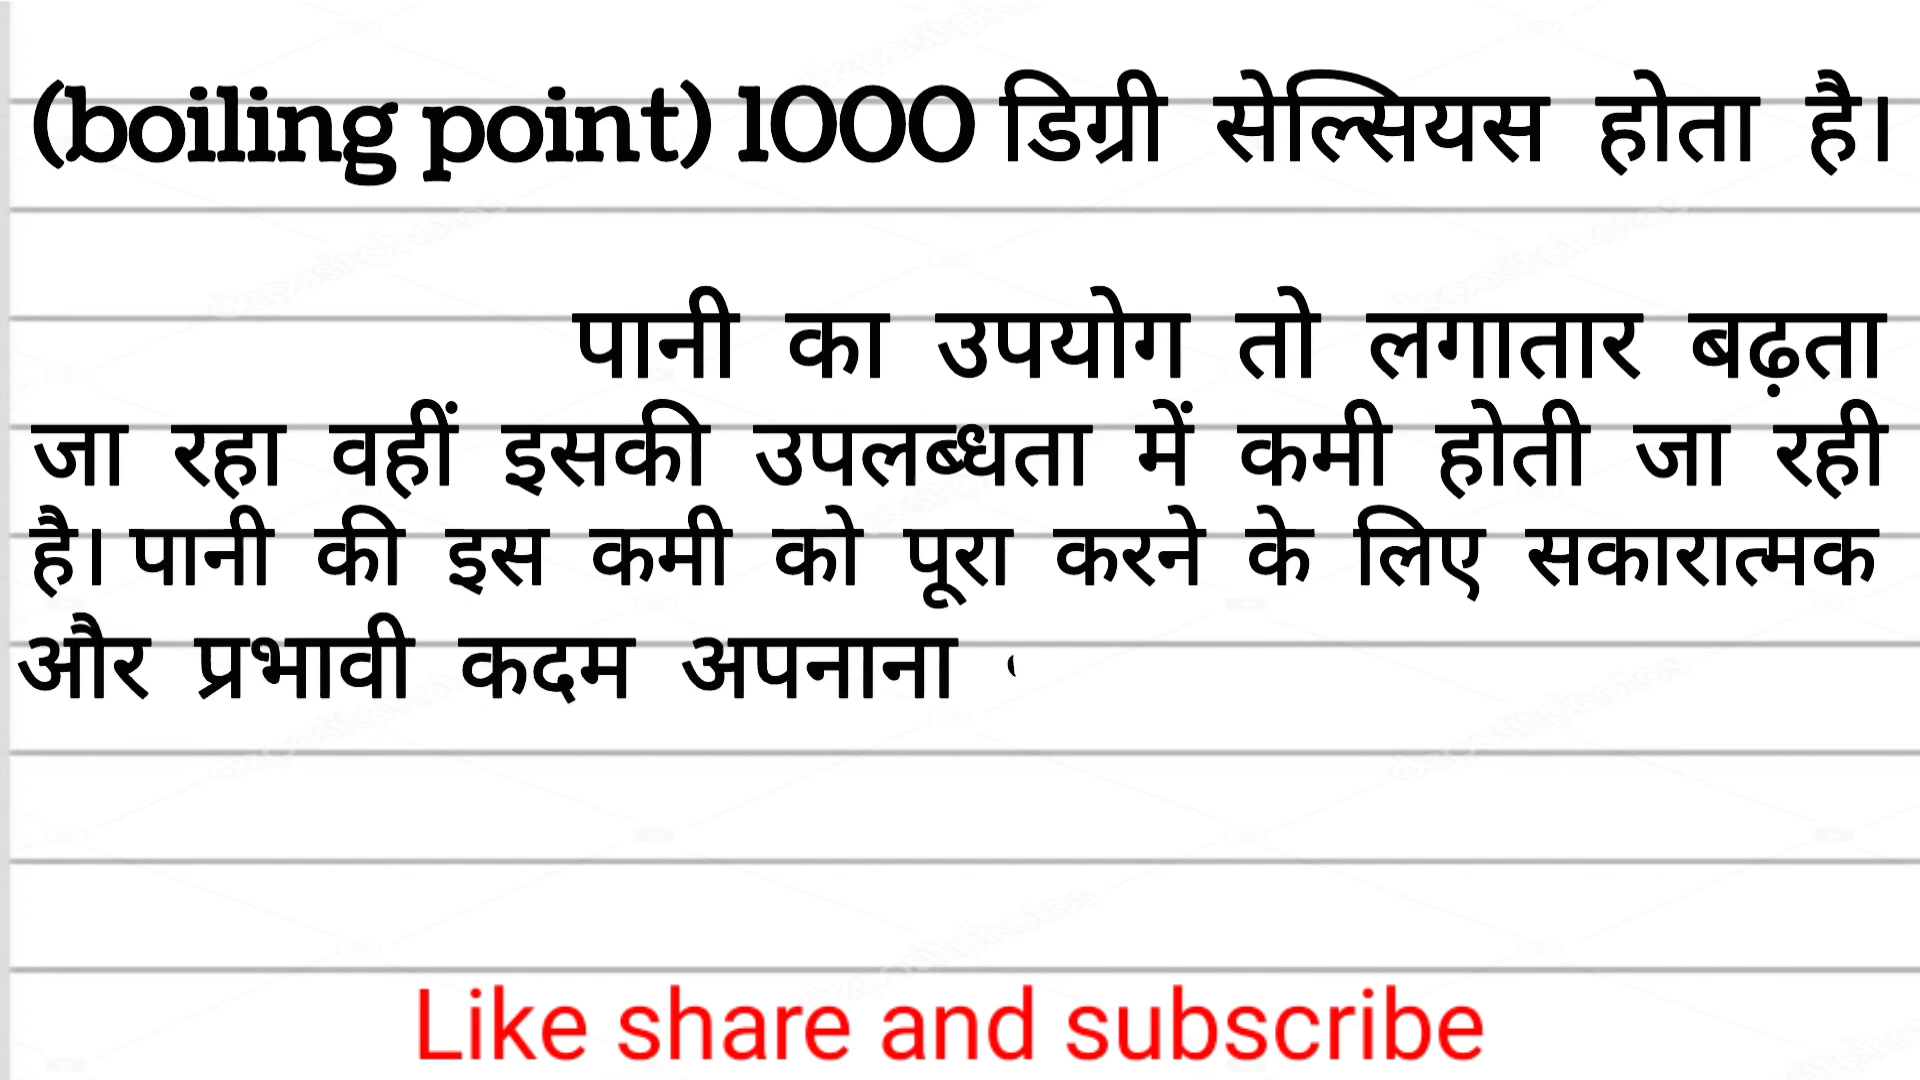 (boiling point) 1000 डिग्री सेल्सियस होता है।
पानी का उपयोग तो लगातार बढ़ता
जा रहा वहीं इसकी उपलब्धता में कमी होती जा रही
है। पानी की इस कमी को पूरा करने के लिए सकारात्मक
और प्रभावी कदम अपनाना
Like share and subscribe